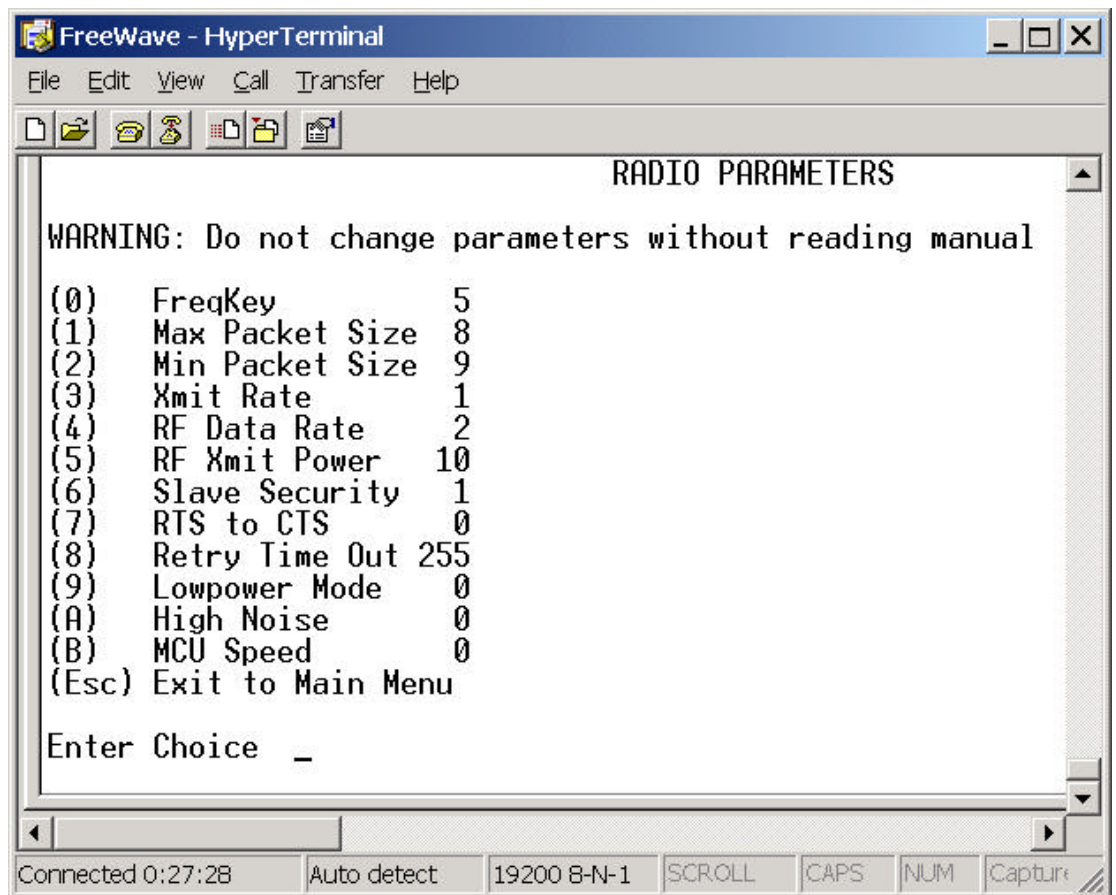 FreeWave - HyperTerminal
File Edit View Call Transfer Help
RADIO PARAMETERS
WARNING: Do not change parameters without reading manual
(0) FreqKey 5
(1) Max Packet Size 8
(2) Min Packet Size 9
(3) Xmit Rate 1
(4) RF Data Rate 2
(5) RF Xmit Power 10
(6) Slave Security 1
(7) RTS to CTS 0
(8) Retry Time Out 255
(9) Lowpower Mode 0
(A) High Noise 0
(B) MCU Speed 0
(Esc) Exit to Main Menu
Enter Choice _
Connected 0:27:28 Auto detect 19200 8-N-1 SCROLL CAPS NUM Capture